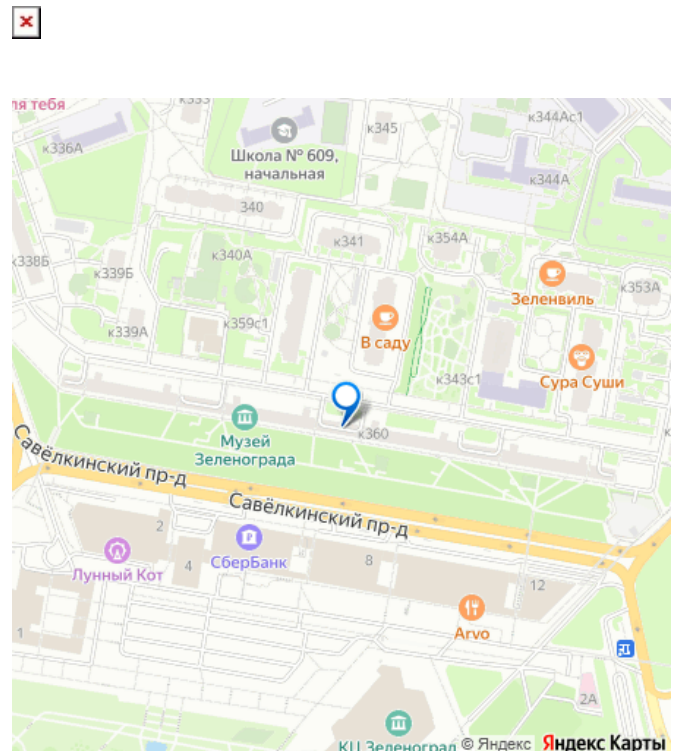 ля тебя
к333
к345
к344Ас1
к336А
Школа № 609,
начальная
к344А
340
к341
к354А
к340А
к338Б
к339Б
Зеленвиль
к353А
к359с1
к339А
В саду
к343с1
Сура Суши
к360
Музей
Зеленограда
Савёлкинский пр-д
Савёлкинский пр-д
2
СберБанк
8
Лунный Кот
4
12
Arvo
1
2А
КЦ Зеленоград
© Яндекс Яндекс Карты